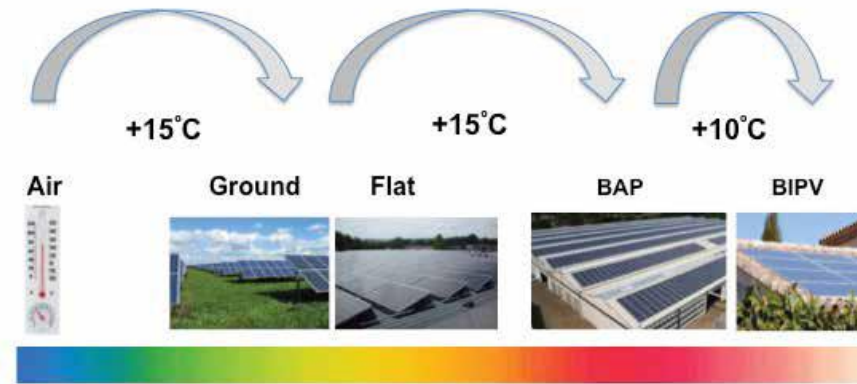 +15°C
+15°C
+10°C
Air
Ground
Flat
BAP
BIPV